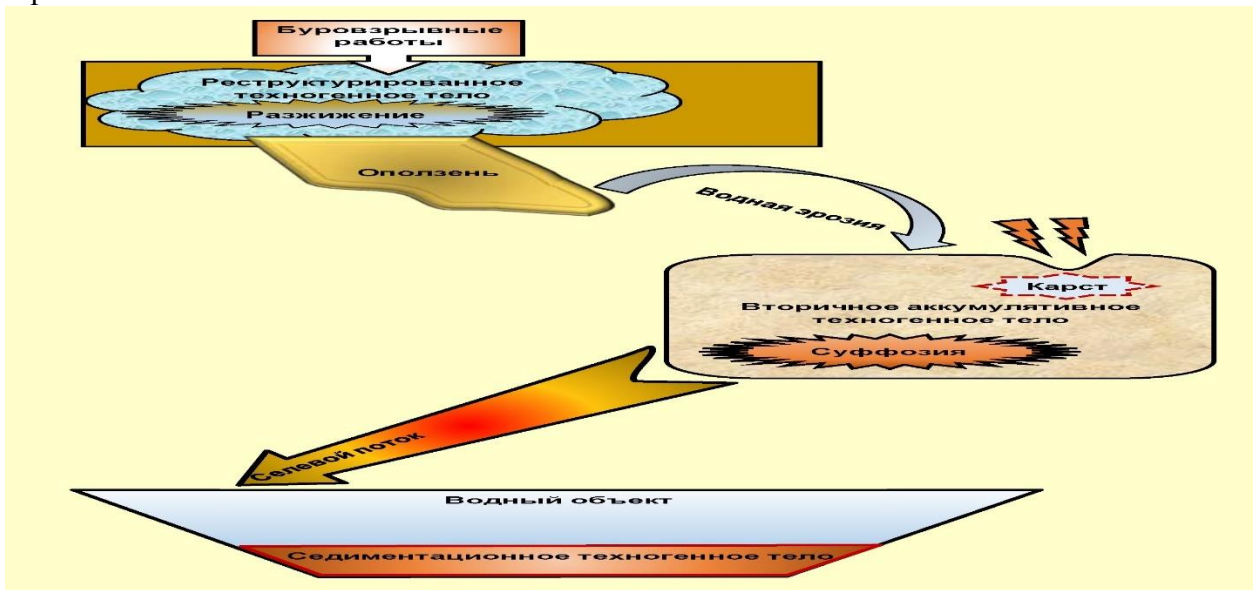 Буровзрывные
работы
Реструктурированное
техногенное тело
Разжижение
Оползень
Водная эрозия
Карст
Вторичное аккумулятивное
техногенное тело
Суффозия
Селевой поток
Водный объект
Седиментационное техногенное тело